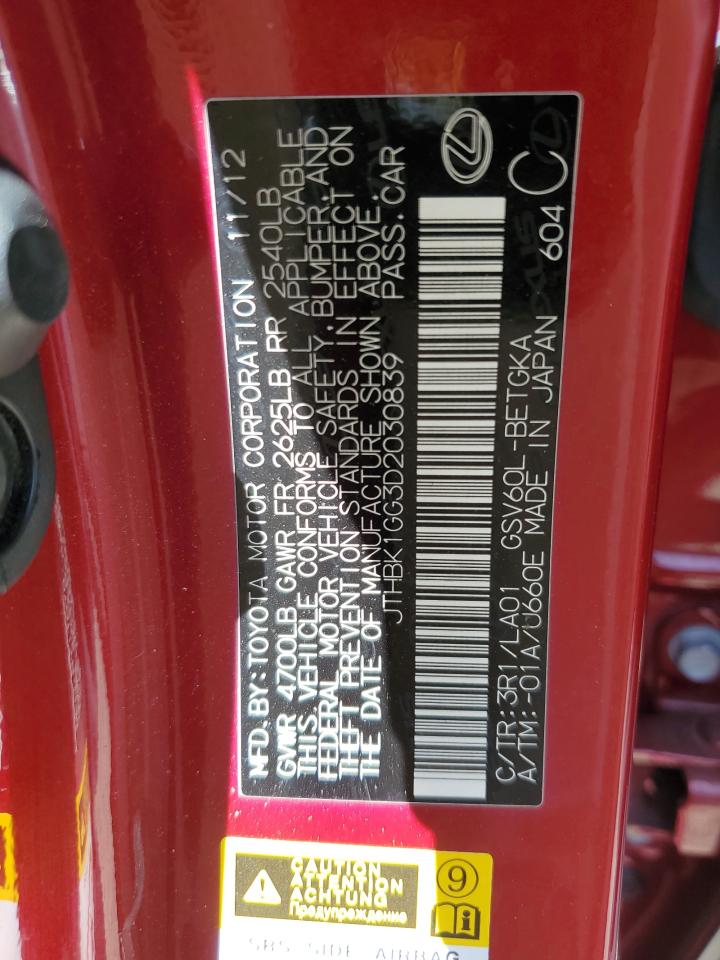 MFD.BY:TOYOTA MOTOR CORPORATION 11/12
GVWR 4700LB GAWR FR 2625LB RR 2540LB
THIS VEHICLE CONFORMS TO ALL APPLICABLE
FEDERAL MOTOR VEHICLE SAFETY,BUMPER,AND
THEFT PREVENTION STANDARDS IN EFFECT ON
THE DATE OF MANUFACTURE SHOWN ABOVE.
JTHBK1GG3D2030839 PASS.CAR
C/TR:3R1/LA01 GSV60L-BETGKA
A/TM:-01A/U660E MADE IN JAPAN 604 C
CAUTION
ATTENTION
ACHTUNG
Предупреждение
9
i
SRS SIDE AIRBAG